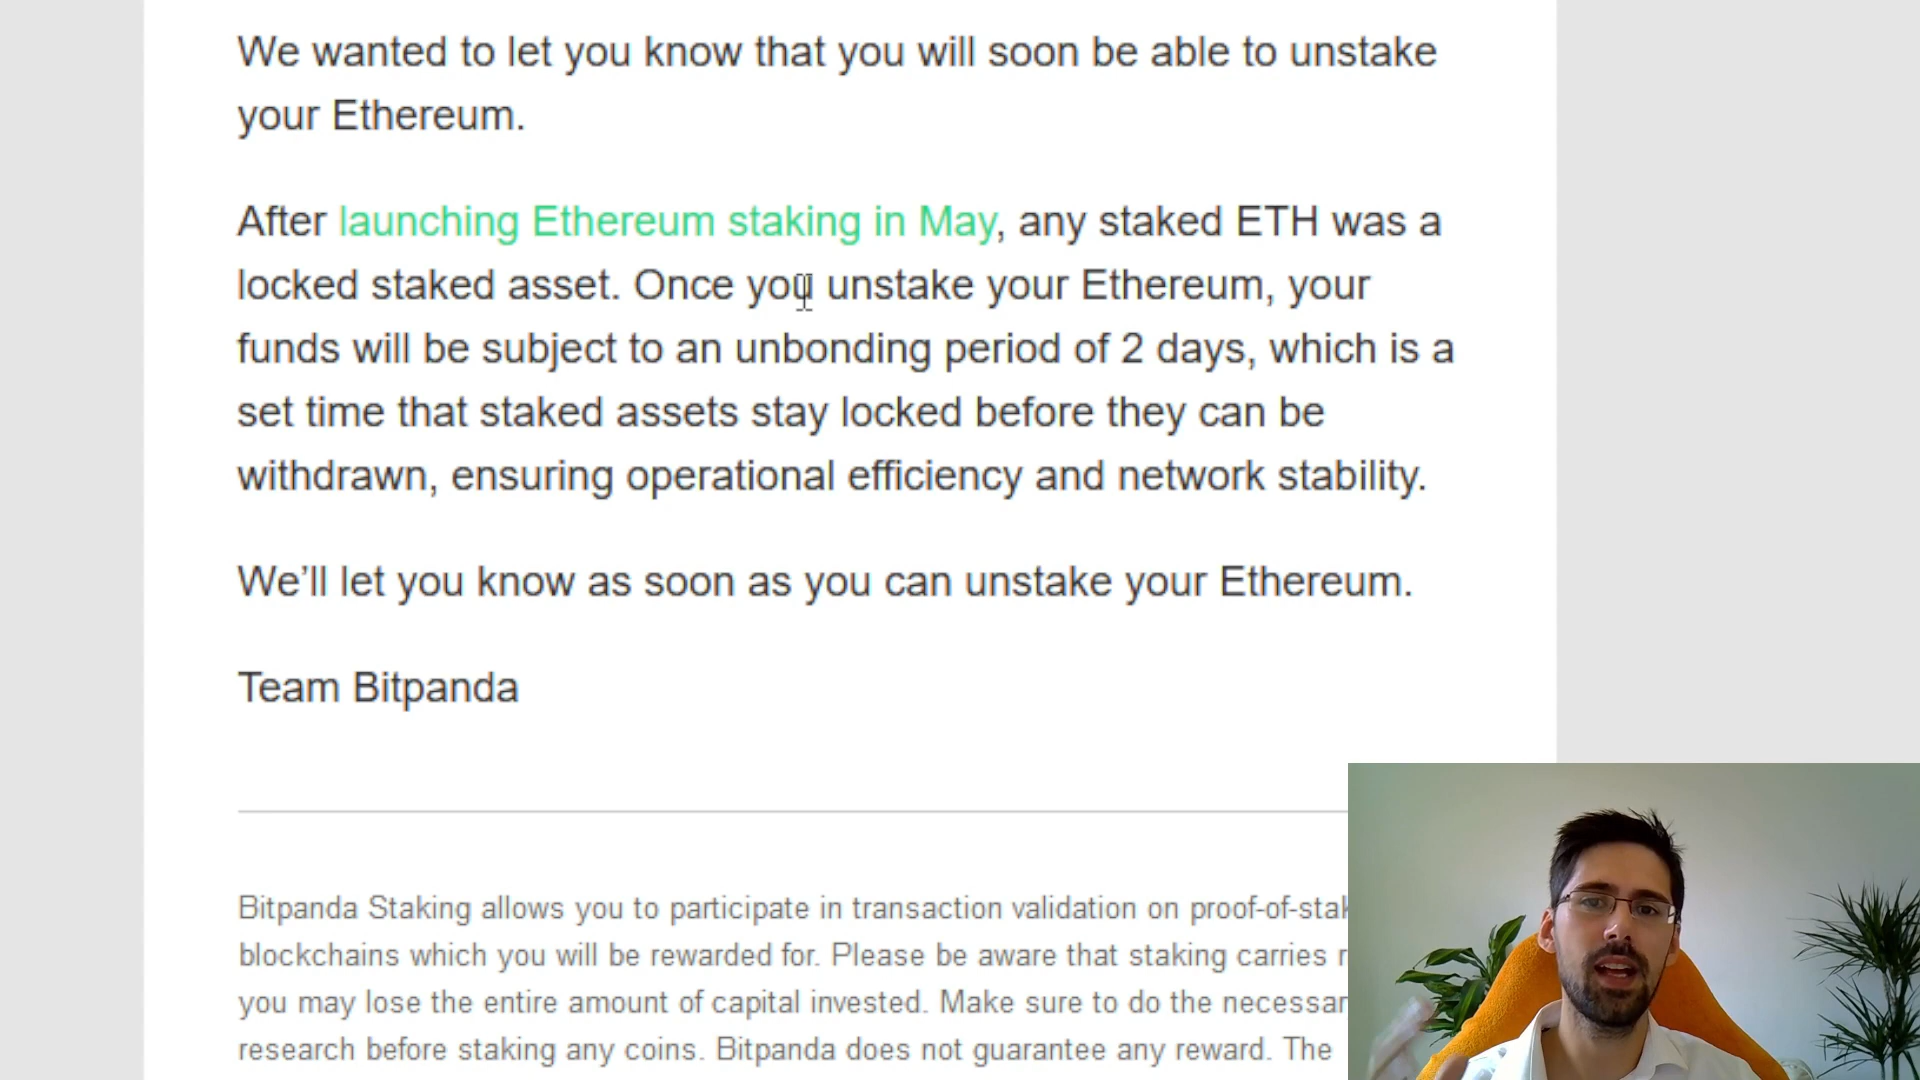 We wanted to let you know that you will soon be able to unstake
your Ethereum.
After launching Ethereum staking in May, any staked ETH was a
locked staked asset. Once you unstake your Ethereum, your
funds will be subject to an unbonding period of 2 days, which is a
set time that staked assets stay locked before they can be
withdrawn, ensuring operational efficiency and network stability.
We’ll let you know as soon as you can unstake your Ethereum.
Team Bitpanda
Bitpanda Staking allows you to participate in transaction validation on
blockchains which you will be rewarded for. Please be aware that staking carries
you may lose the entire amount of capital invested. Make sure to do the
research before staking any coins. Bitpanda does not guarantee any reward. The